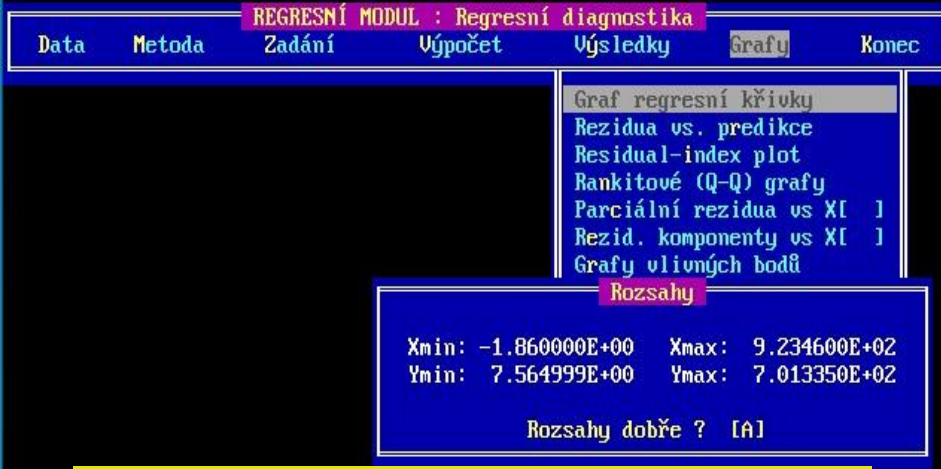 REGRESNÍ MODUL : Regresní diagnostika
Data Metoda Zadání Výpočet Výsledky Grafy Konec
Graf regresní křivky
Rezidua vs. predikce
Residual-index plot
Rankitové (Q-Q) grafy
Parciální rezidua vs X[ ]
Rezid. komponenty vs X[ ]
Grafy vlivných bodů
Rozsahy
Xmin: -1.860000E+00 Xmax: 9.234600E+02
Ymin: 7.564999E+00 Ymax: 7.013350E+02
Rozsahy dobře ? [A]